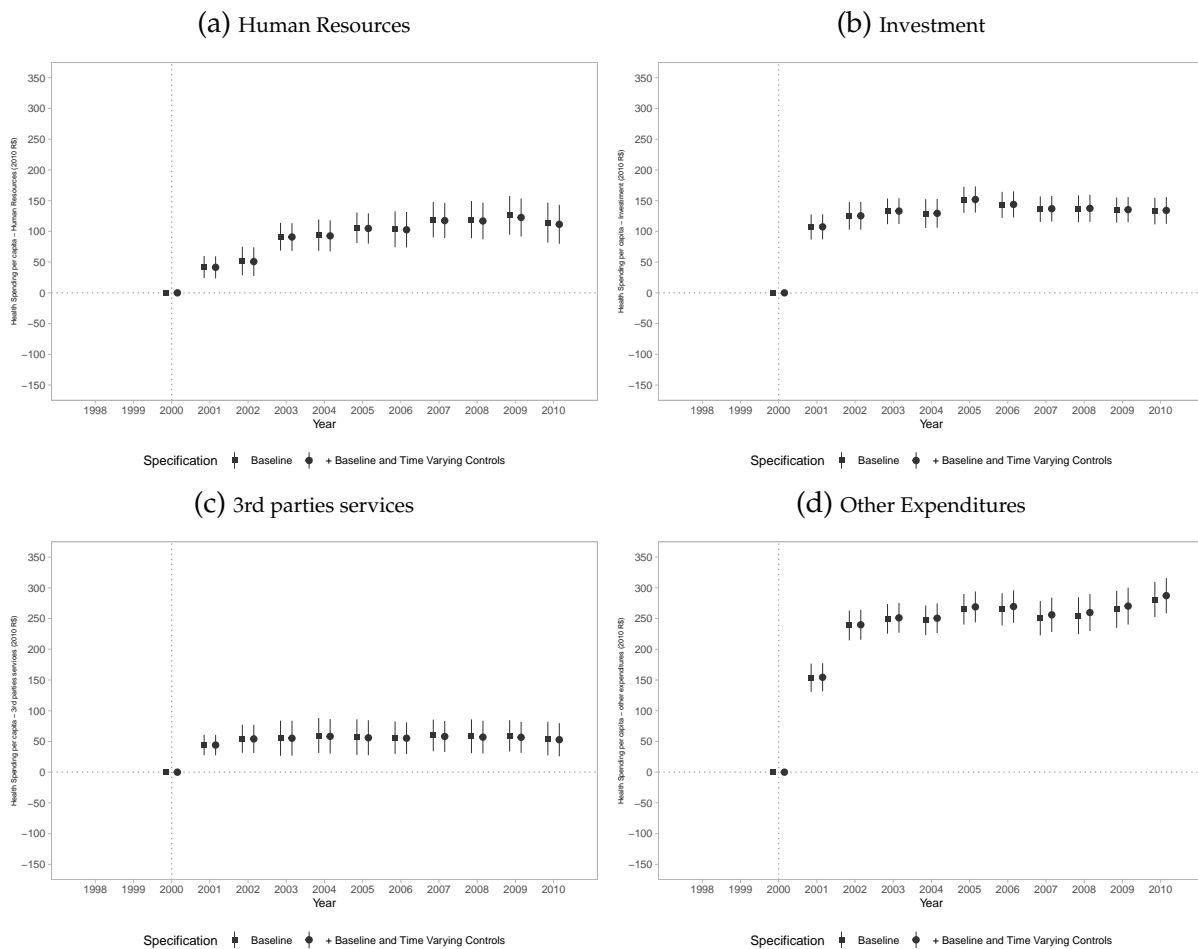 (a) Human Resources
Health Spending per capita − Human Resources (2010 R$)
350
300
250
200
150
100
50
0
−50
−100
−150
1998 1999 2000 2001 2002 2003 2004 2005 2006 2007 2008 2009 2010
Year
Specification Baseline + Baseline and Time Varying Controls
(b) Investment
Health Spending per capita − Investiment (2010 R$)
350
300
250
200
150
100
50
0
−50
−100
−150
1998 1999 2000 2001 2002 2003 2004 2005 2006 2007 2008 2009 2010
Year
Specification Baseline + Baseline and Time Varying Controls
(c) 3rd parties services
Health Spending per capita − 3rd parties services (2010 R$)
350
300
250
200
150
100
50
0
−50
−100
−150
1998 1999 2000 2001 2002 2003 2004 2005 2006 2007 2008 2009 2010
Year
Specification Baseline + Baseline and Time Varying Controls
(d) Other Expenditures
Health Spending per capita − other expenditures (2010 R$)
350
300
250
200
150
100
50
0
−50
−100
−150
1998 1999 2000 2001 2002 2003 2004 2005 2006 2007 2008 2009 2010
Year
Specification Baseline + Baseline and Time Varying Controls